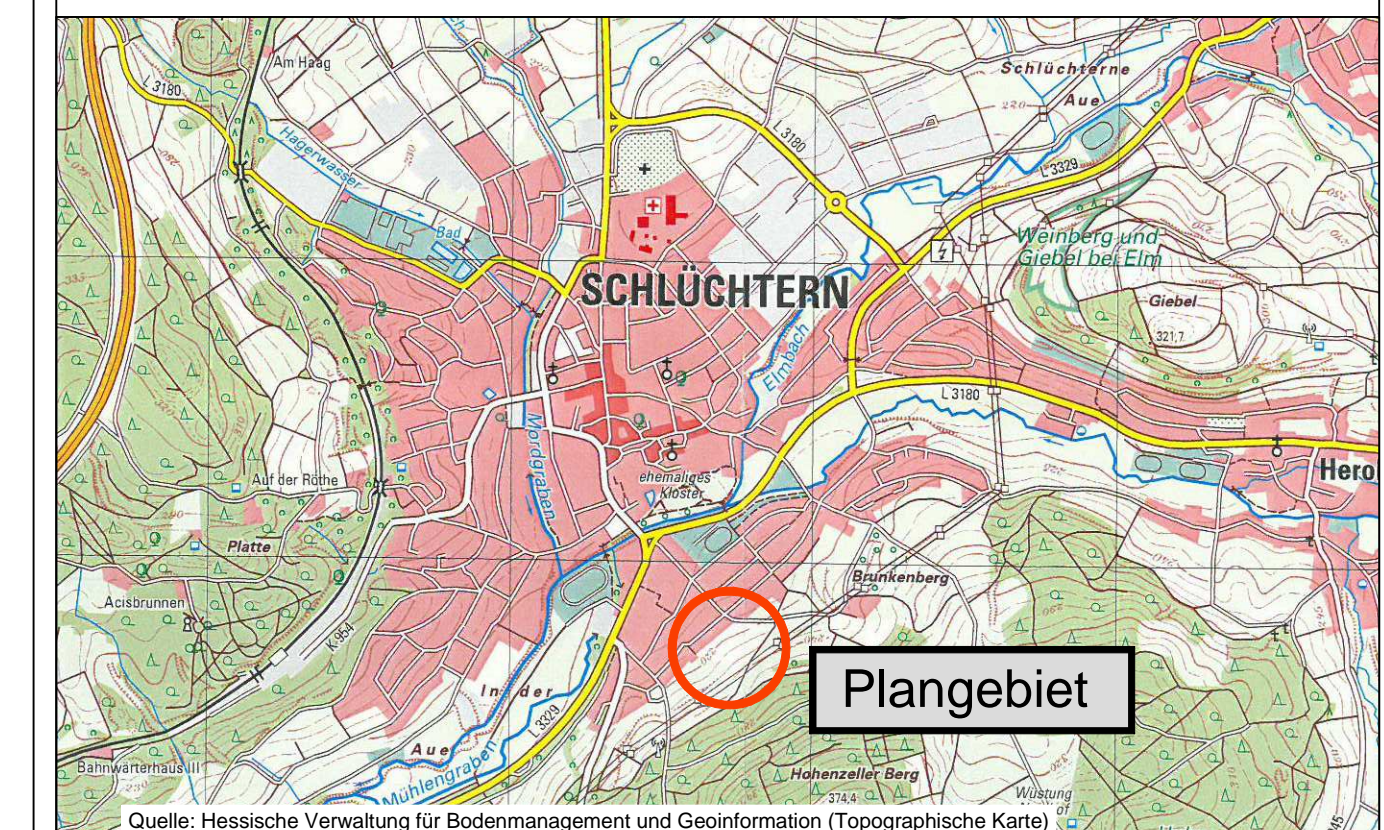 Am Haag
L 3180
Hagerwasser
Bad
L 3180
Schlüchterne
Aue
220
L 3329
Weinberg und
Giebel bei Elm
Giebel
321,7
SCHLÜCHTERN
Elmbach
L 3180
Mordgraben
ehemaliges
Kloster
Auf der Röthe
Platte
Acisbrunnen
K 954
Hero
Brunkenberg
Plangebiet
In der
Aue
L 3329
Mühlengraben
Bahnwärterhaus III
Hohenzeller Berg
374,4
Wüstung
Quelle: Hessische Verwaltung für Bodenmanagement und Geoinformation (Topographische Karte)